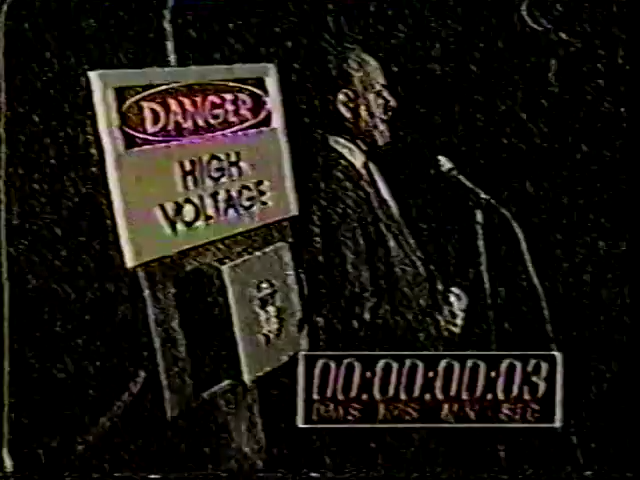 DANGER
HIGH
VOLTAGE
00:00:00:03
DAYS HRS MIN SEC